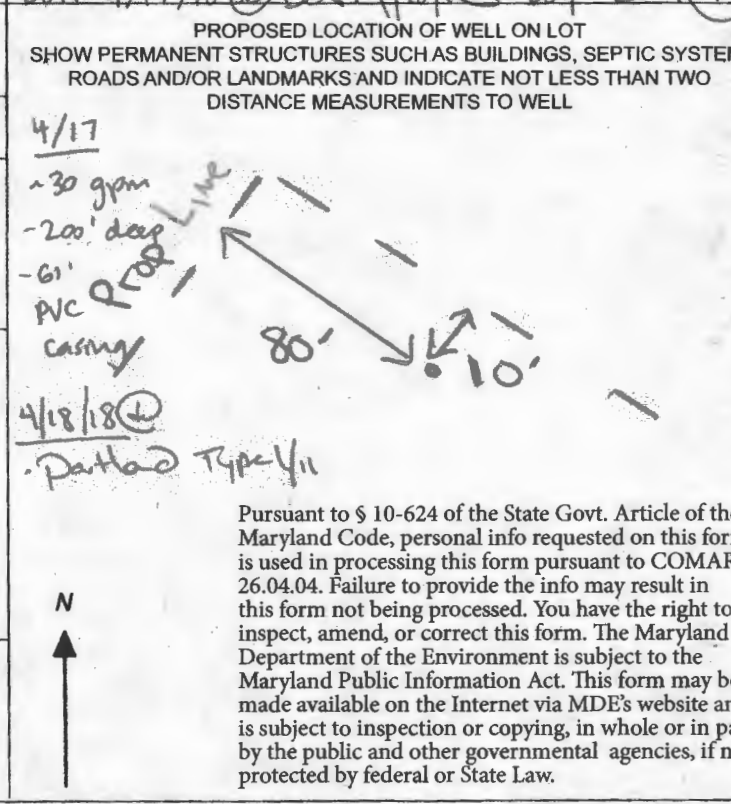 PROPOSED LOCATION OF WELL ON LOT
SHOW PERMANENT STRUCTURES SUCH AS BUILDINGS, SEPTIC SYSTEM
ROADS AND/OR LANDMARKS AND INDICATE NOT LESS THAN TWO
DISTANCE MEASUREMENTS TO WELL
4/17
~30 gpm
-200' deep
-61'
PVC
casing
Prop Line
80'
10'
4/18/18
Type I/II
Pursuant to § 10-624 of the State Govt. Article of the
Maryland Code, personal info requested on this for
is used in processing this form pursuant to COMAR
26.04.04. Failure to provide the info may result in
this form not being processed. You have the right to
inspect, amend, or correct this form. The Maryland
Department of the Environment is subject to the
Maryland Public Information Act. This form may be
made available on the Internet via MDE's website an
is subject to inspection or copying, in whole or in pa
by the public and other governmental agencies, if n
protected by federal or State Law.
N